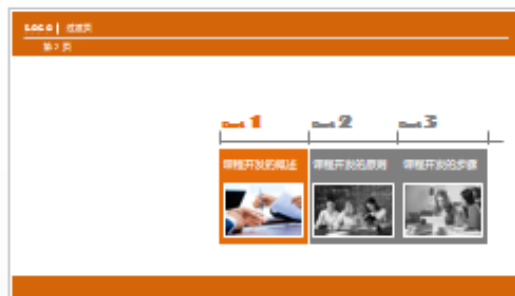 LOGO | 过渡页
第 2 页
Part 1 Part 2 Part 3
课程开发的概述 课程开发的原则 课程开发的步骤